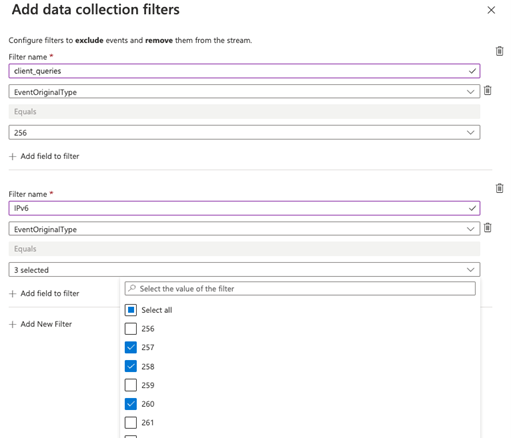 Add data collection filters
Configure filters to exclude events and remove them from the stream.
Filter name *
client_queries
EventOriginalType
Equals
256
Add field to filter
Filter name *
IPv6
EventOriginalType
Equals
3 selected
Add field to filter
Select the value of the filter
Select all
Add New Filter
256
257
258
259
260
261